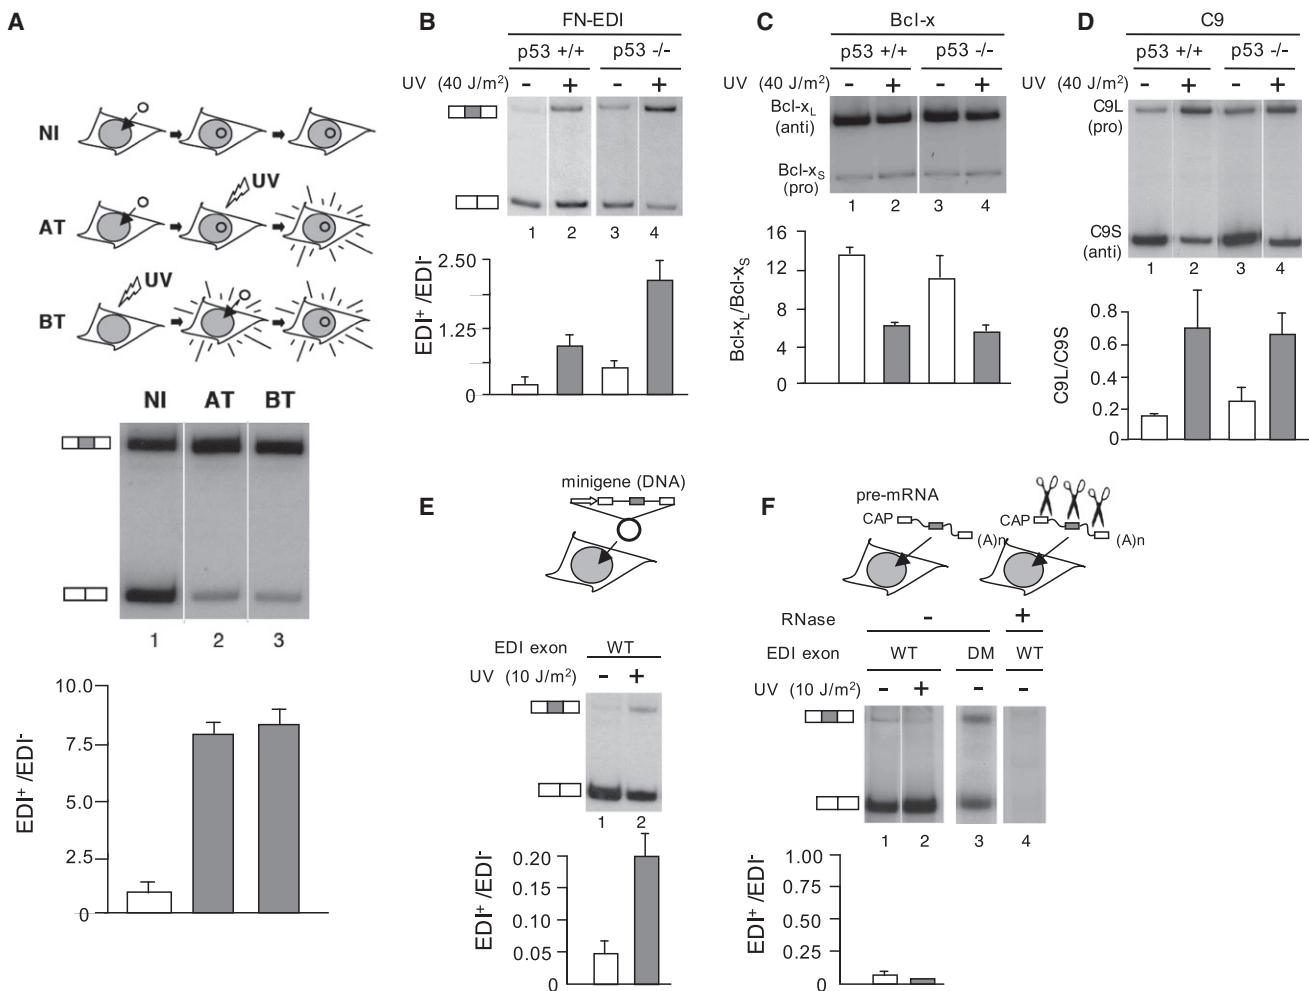 A
NI
UV
AT
UV
BT
NI AT BT
1 2 3
10.0
7.5
5.0
2.5
0
EDI⁺ /EDI⁻
B
FN-EDI
p53 +/+ p53 -/-
UV (40 J/m²) - + - +
1 2 3 4
2.50
1.25
0
EDI⁺ /EDI⁻
C
Bcl-x
p53 +/+ p53 -/-
UV (40 J/m²) - + - +
Bcl-xL
(anti)
Bcl-xS
(pro)
1 2 3 4
16
12
8
4
0
Bcl-xL/Bcl-xS
D
C9
p53 +/+ p53 -/-
UV (40 J/m²) - + - +
C9L
(pro)
C9S
(anti)
1 2 3 4
0.8
0.6
0.4
0.2
0
C9L/C9S
E
minigene (DNA)
EDI exon WT
UV (10 J/m²) - +
1 2
0.20
0.15
0.10
0.05
0
EDI⁺ /EDI⁻
F
pre-mRNA
CAP (A)n
CAP (A)n
RNase - +
EDI exon WT DM WT
UV (10 J/m²) - + - -
1 2 3 4
1.00
0.75
0.50
0.25
0
EDI⁺ /EDI⁻